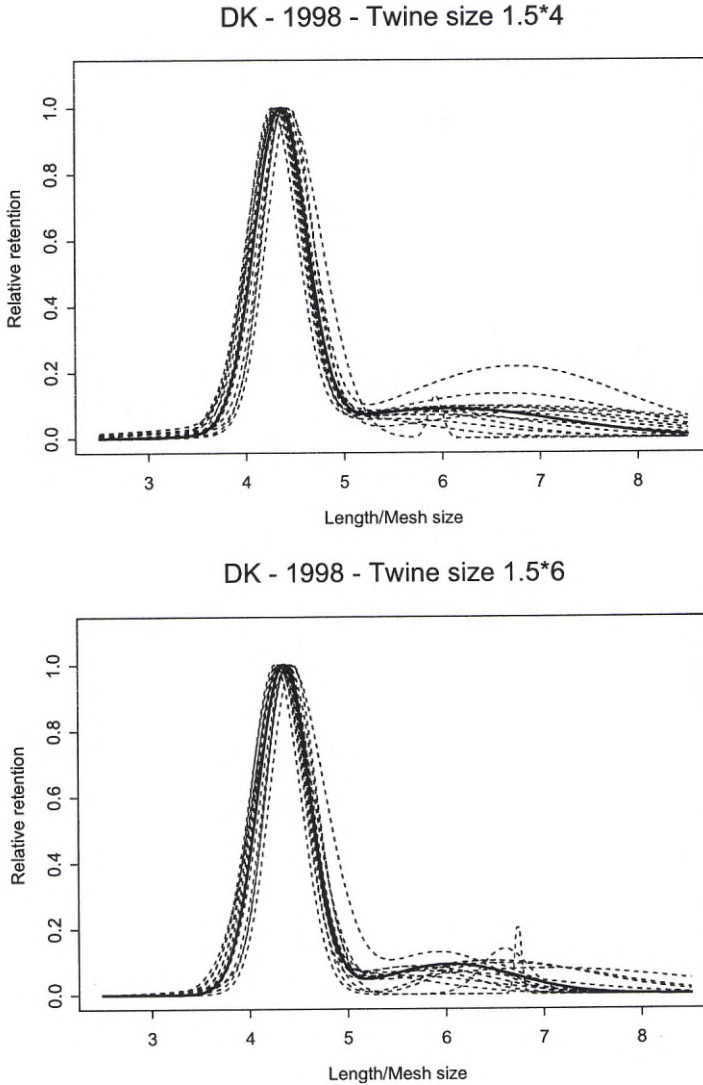 DK - 1998 - Twine size 1.5*4
Relative retention
1.0
0.8
0.6
0.4
0.2
0.0
3 4 5 6 7 8
Length/Mesh size
DK - 1998 - Twine size 1.5*6
Relative retention
1.0
0.8
0.6
0.4
0.2
0.0
3 4 5 6 7 8
Length/Mesh size